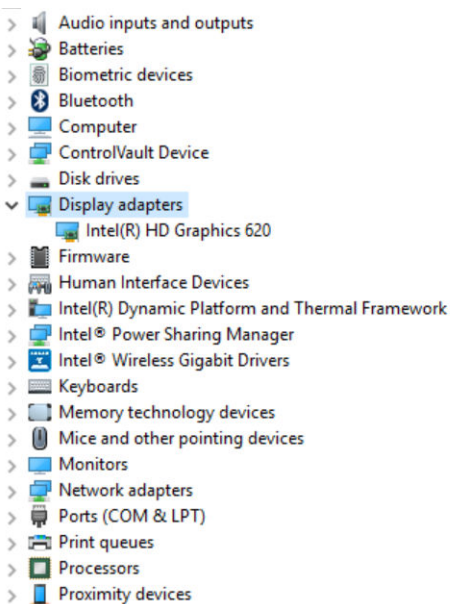 Audio inputs and outputs
Batteries
Biometric devices
Bluetooth
Computer
ControlVault Device
Disk drives
Display adapters
Intel(R) HD Graphics 620
Firmware
Human Interface Devices
Intel(R) Dynamic Platform and Thermal Framework
Intel® Power Sharing Manager
Intel® Wireless Gigabit Drivers
Keyboards
Memory technology devices
Mice and other pointing devices
Monitors
Network adapters
Ports (COM & LPT)
Print queues
Processors
Proximity devices